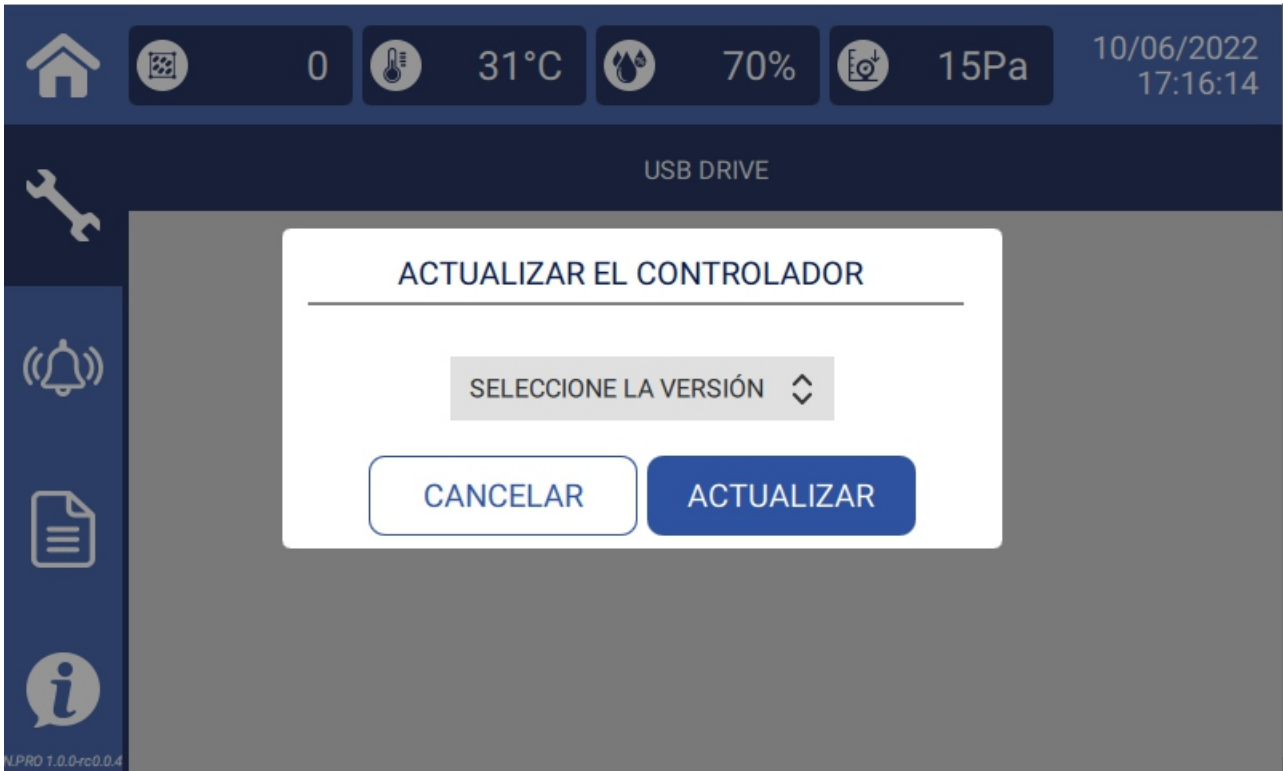 0
31°C
70%
15Pa
10/06/2022
17:16:14
USB DRIVE
ACTUALIZAR EL CONTROLADOR
SELECCIONE LA VERSIÓN
CANCELAR
ACTUALIZAR
N.PRO 1.0.0-rc0.0.4